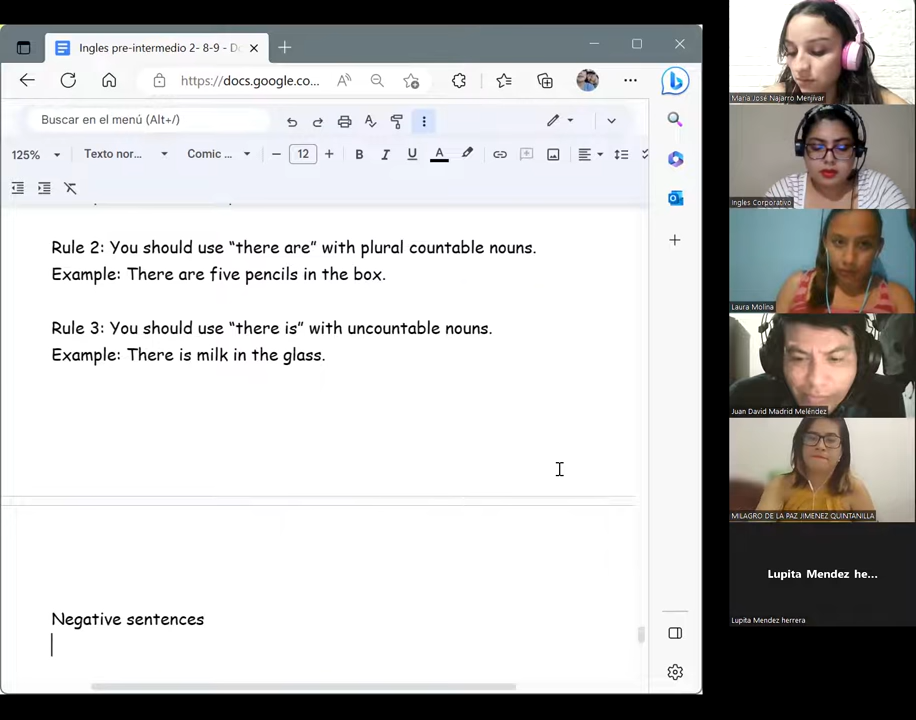 Ingles pre-intermedio 2- 8-9 - Do
https://docs.google.co...
Buscar en el menú (Alt+/)
125%
Texto nor...
Comic ...
12
Rule 2: You should use “there are” with plural countable nouns.
Example: There are five pencils in the box.
Rule 3: You should use “there is” with uncountable nouns.
Example: There is milk in the glass.
Negative sentences
María José Najarro Menjívar
Ingles Corporativo
Laura Molina
Juan David Madrid Meléndez
MILAGRO DE LA PAZ JIMENEZ QUINTANILLA
Lupita Mendez he...
Lupita Mendez herrera